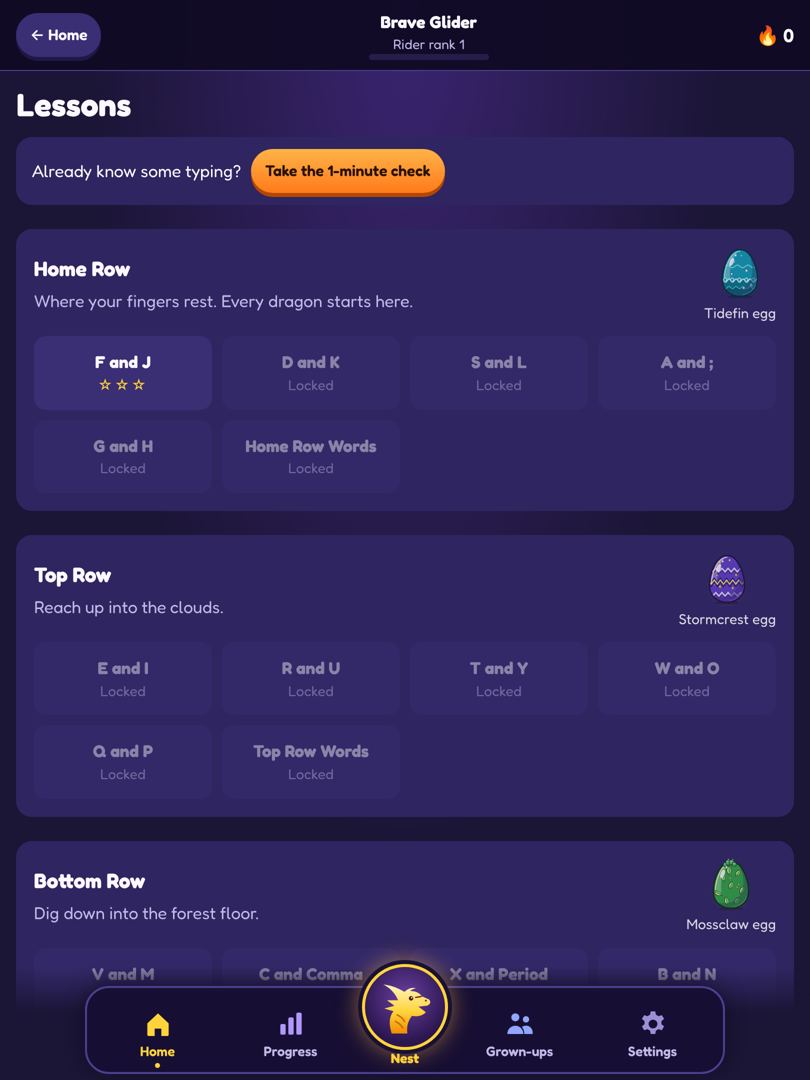 ← Home
Brave Glider
Rider rank 1
🔥 0
Lessons
Already know some typing?
Take the 1-minute check
Home Row
Where your fingers rest. Every dragon starts here.
Tidefin egg
F and J
☆ ☆ ☆
D and K
Locked
S and L
Locked
A and ;
Locked
G and H
Locked
Home Row Words
Locked
Top Row
Reach up into the clouds.
Stormcrest egg
E and I
Locked
R and U
Locked
T and Y
Locked
W and O
Locked
Q and P
Locked
Top Row Words
Locked
Bottom Row
Dig down into the forest floor.
Mossclaw egg
V and M
C and Comma
X and Period
B and N
Home
Progress
Nest
Grown-ups
Settings